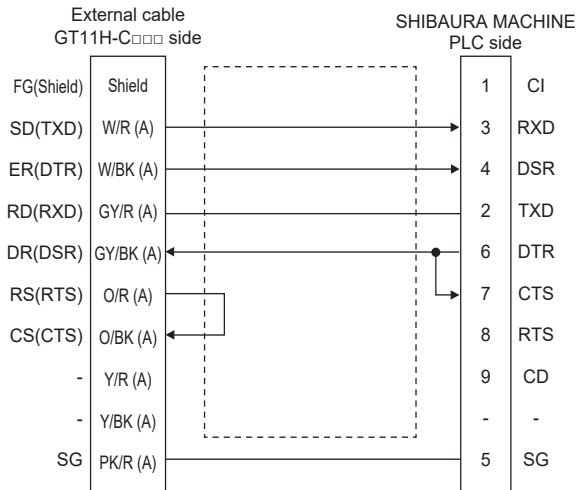 External cable
GT11H-C□□□ side
SHIBAURA MACHINE
PLC side
FG(Shield) Shield 1 CI
SD(TXD) W/R (A) 3 RXD
ER(DTR) W/BK (A) 4 DSR
RD(RXD) GY/R (A) 2 TXD
DR(DSR) GY/BK (A) 6 DTR
RS(RTS) O/R (A) 7 CTS
CS(CTS) O/BK (A) 8 RTS
- Y/R (A) 9 CD
- Y/BK (A) - -
SG PK/R (A) 5 SG